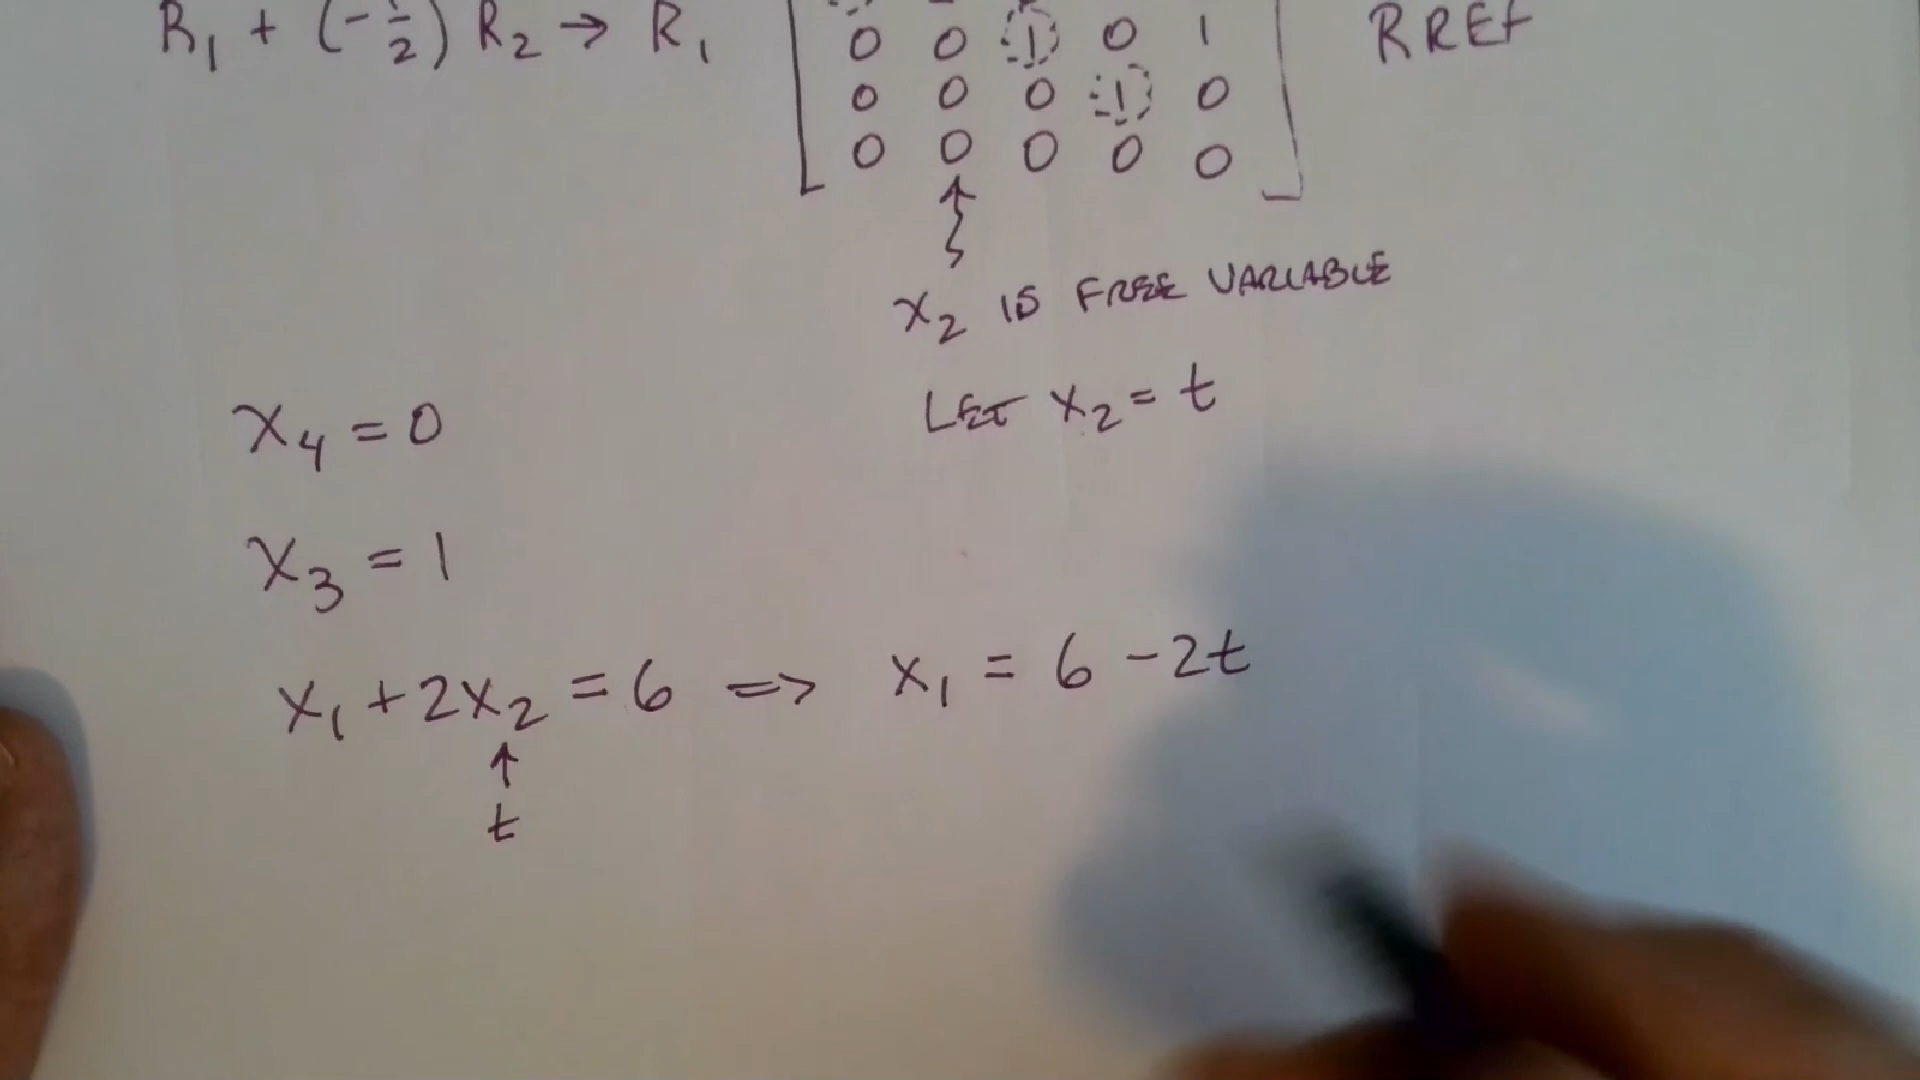 R₁ + (-1/2) R₂ → R₁
0 0 1 0 1
RREF
0 0 0 1 0
0 0 0 0 0
x₂ IS FREE VARIABLE
LET x₂ = t
x₄ = 0
x₃ = 1
x₁ + 2x₂ = 6 => x₁ = 6 - 2t
↑
t